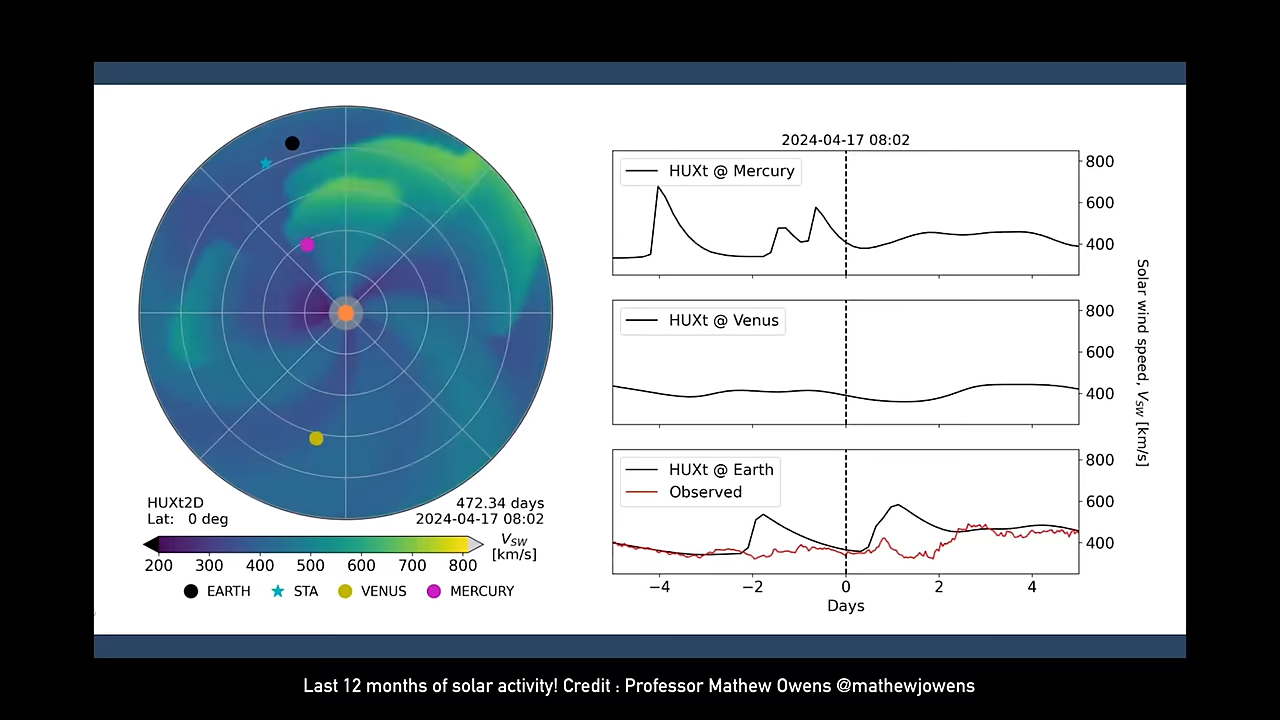 HUXt2D
Lat: 0 deg
472.34 days
2024-04-17 08:02
200 300 400 500 600 700 800
VSW
[km/s]
EARTH STA VENUS MERCURY
2024-04-17 08:02
HUXt @ Mercury
800
600
400
HUXt @ Venus
800
600
400
HUXt @ Earth
Observed
800
600
400
−4 −2 0 2 4
Days
Solar wind speed, VSW [km/s]
Last 12 months of solar activity! Credit : Professor Mathew Owens @mathewjowens